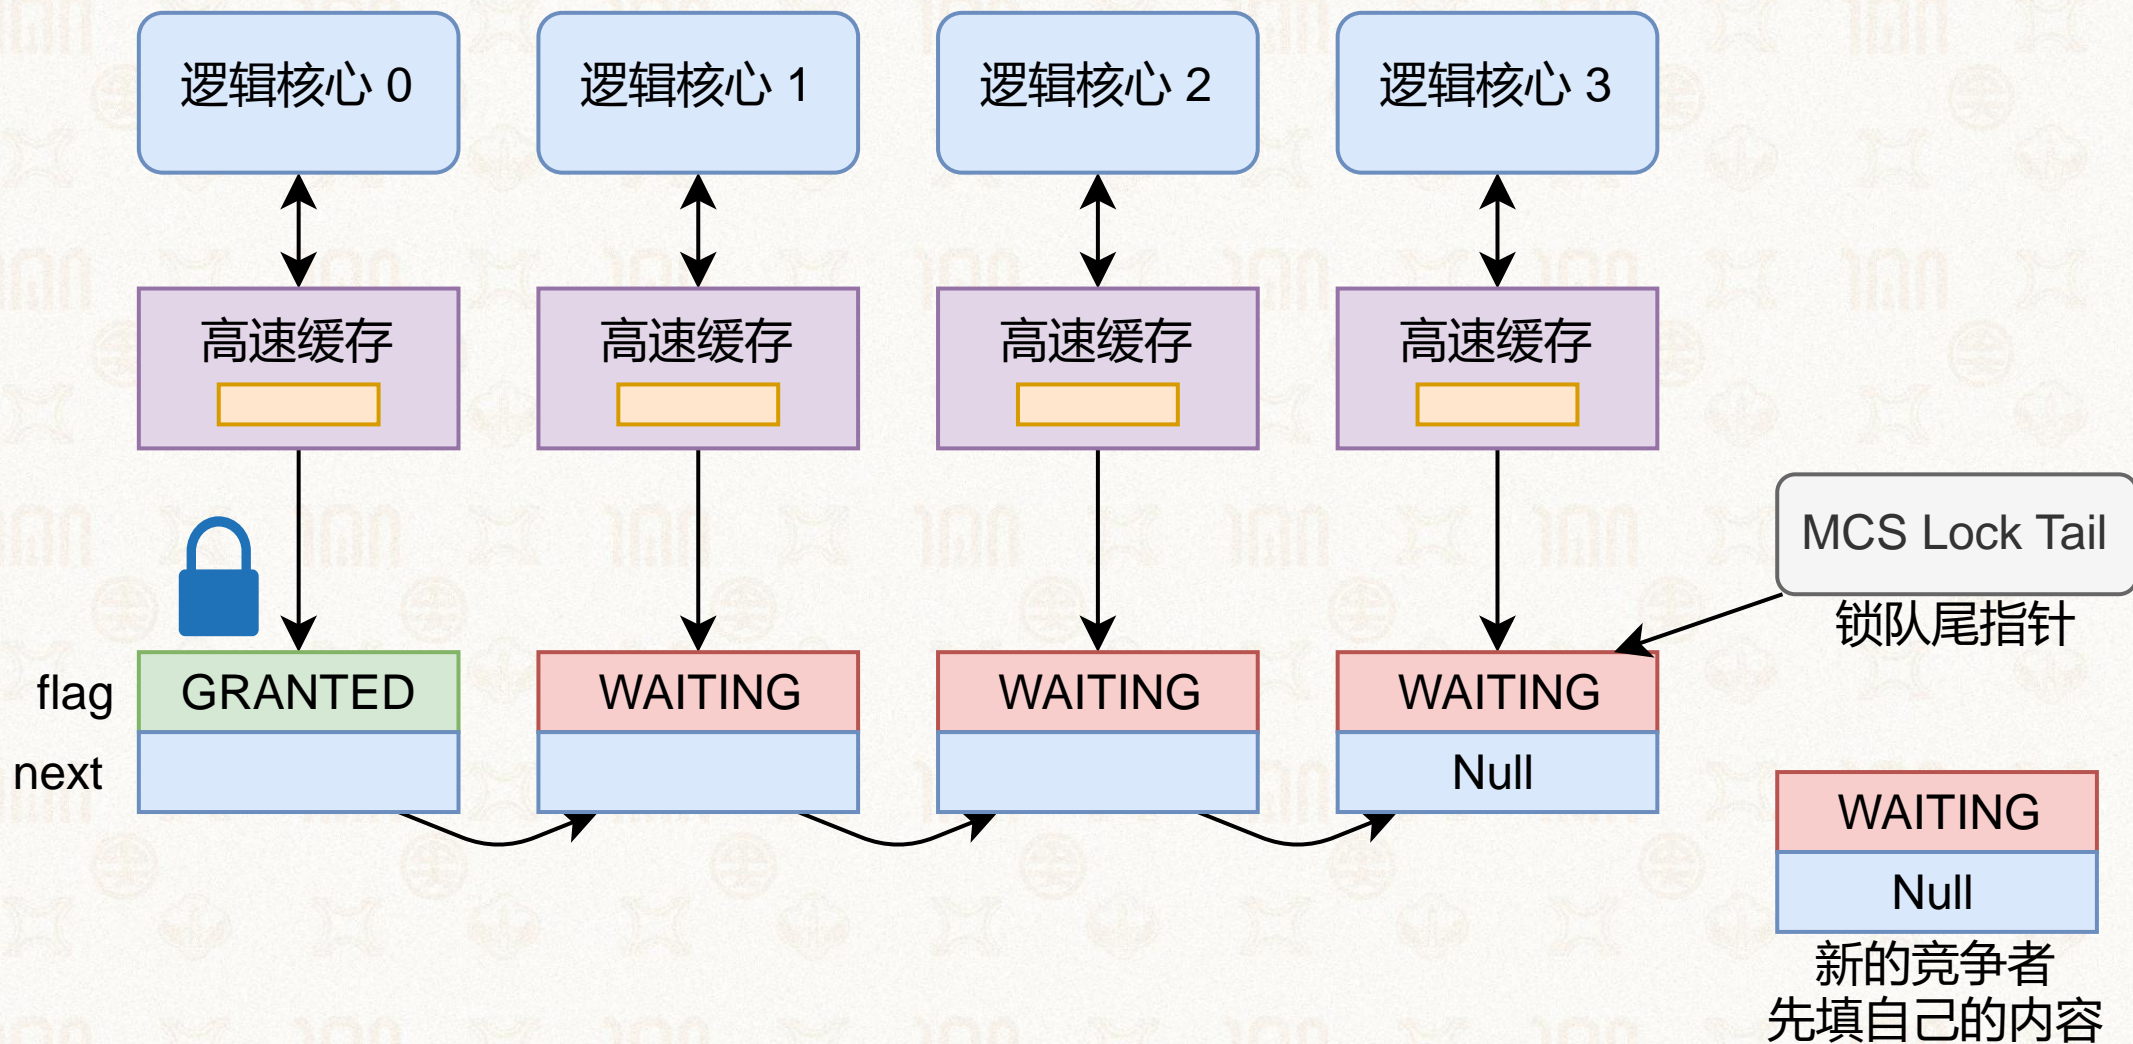 逻辑核心 0
逻辑核心 1
逻辑核心 2
逻辑核心 3
高速缓存
高速缓存
高速缓存
高速缓存
MCS Lock Tail
锁队尾指针
flag
GRANTED
WAITING
WAITING
WAITING
next
Null
WAITING
Null
新的竞争者
先填自己的内容